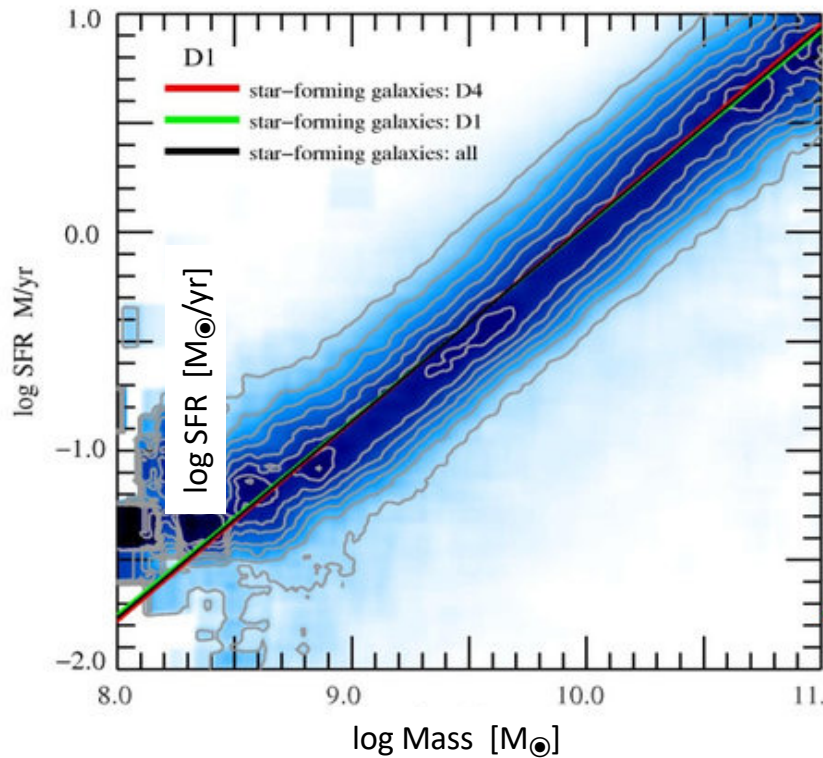 1.0
D1
star-forming galaxies: D4
star-forming galaxies: D1
star-forming galaxies: all
0.0
log SFR M/yr
log SFR [M☉/yr]
-1.0
-2.0
8.0 9.0 10.0 11.
log Mass [M☉]